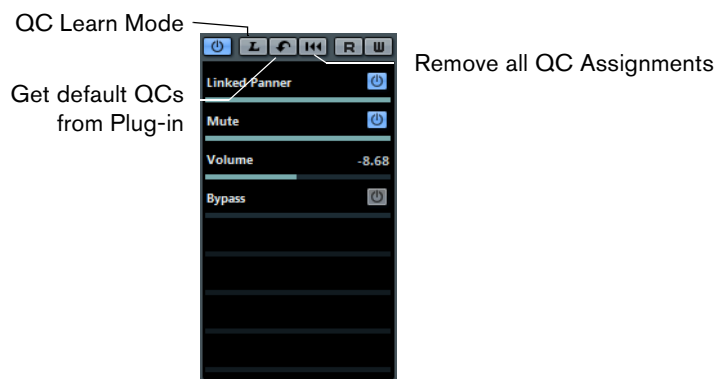 QC Learn Mode
L R W
Remove all QC Assignments
Get default QCs
from Plug-in
Linked Panner
Mute
Volume -8.68
Bypass